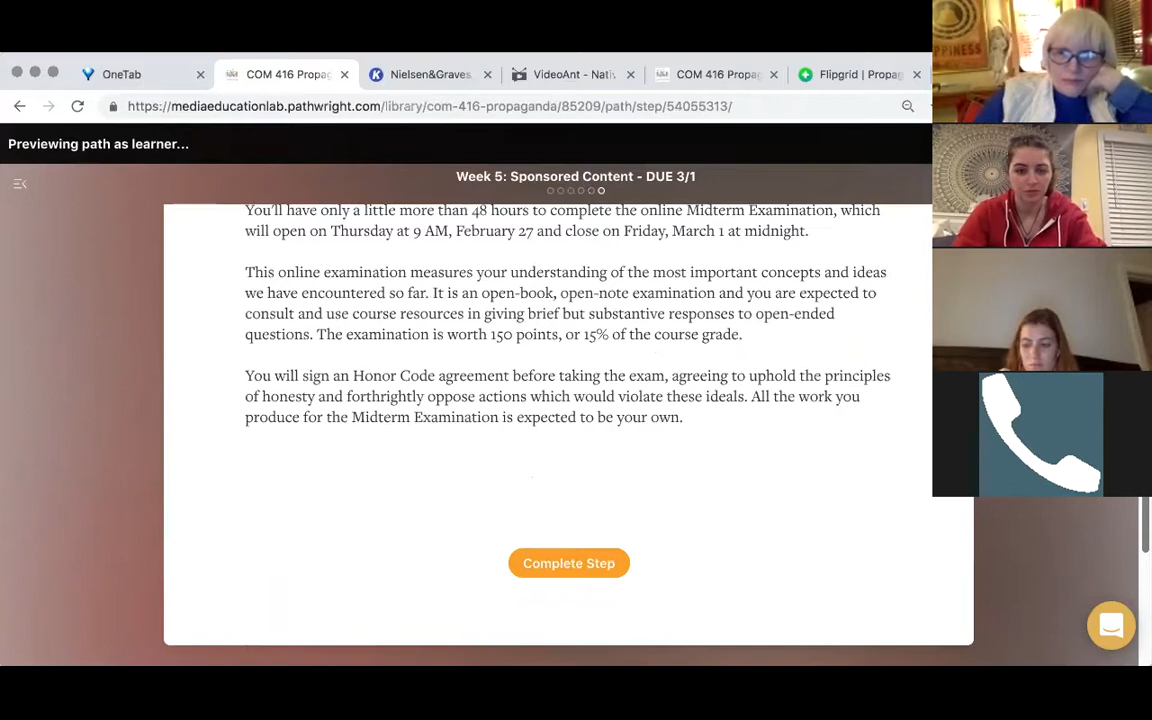 OneTab
COM 416 Propag
Nielsen&Graves.
VideoAnt - Nativ
COM 416 Propag
Flipgrid | Propag
https://mediaeducationlab.pathwright.com/library/com-416-propaganda/85209/path/step/54055313/
Previewing path as learner...
Week 5: Sponsored Content - DUE 3/1
You'll have only a little more than 48 hours to complete the online Midterm Examination, which
will open on Thursday at 9 AM, February 27 and close on Friday, March 1 at midnight.
This online examination measures your understanding of the most important concepts and ideas
we have encountered so far. It is an open-book, open-note examination and you are expected to
consult and use course resources in giving brief but substantive responses to open-ended
questions. The examination is worth 150 points, or 15% of the course grade.
You will sign an Honor Code agreement before taking the exam, agreeing to uphold the principles
of honesty and forthrightly oppose actions which would violate these ideals. All the work you
produce for the Midterm Examination is expected to be your own.
Complete Step